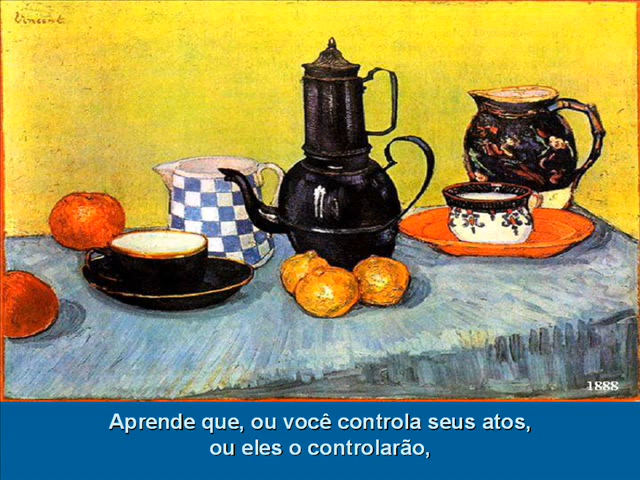 Vincent
1888
Aprende que, ou você controla seus atos,
ou eles o controlarão,